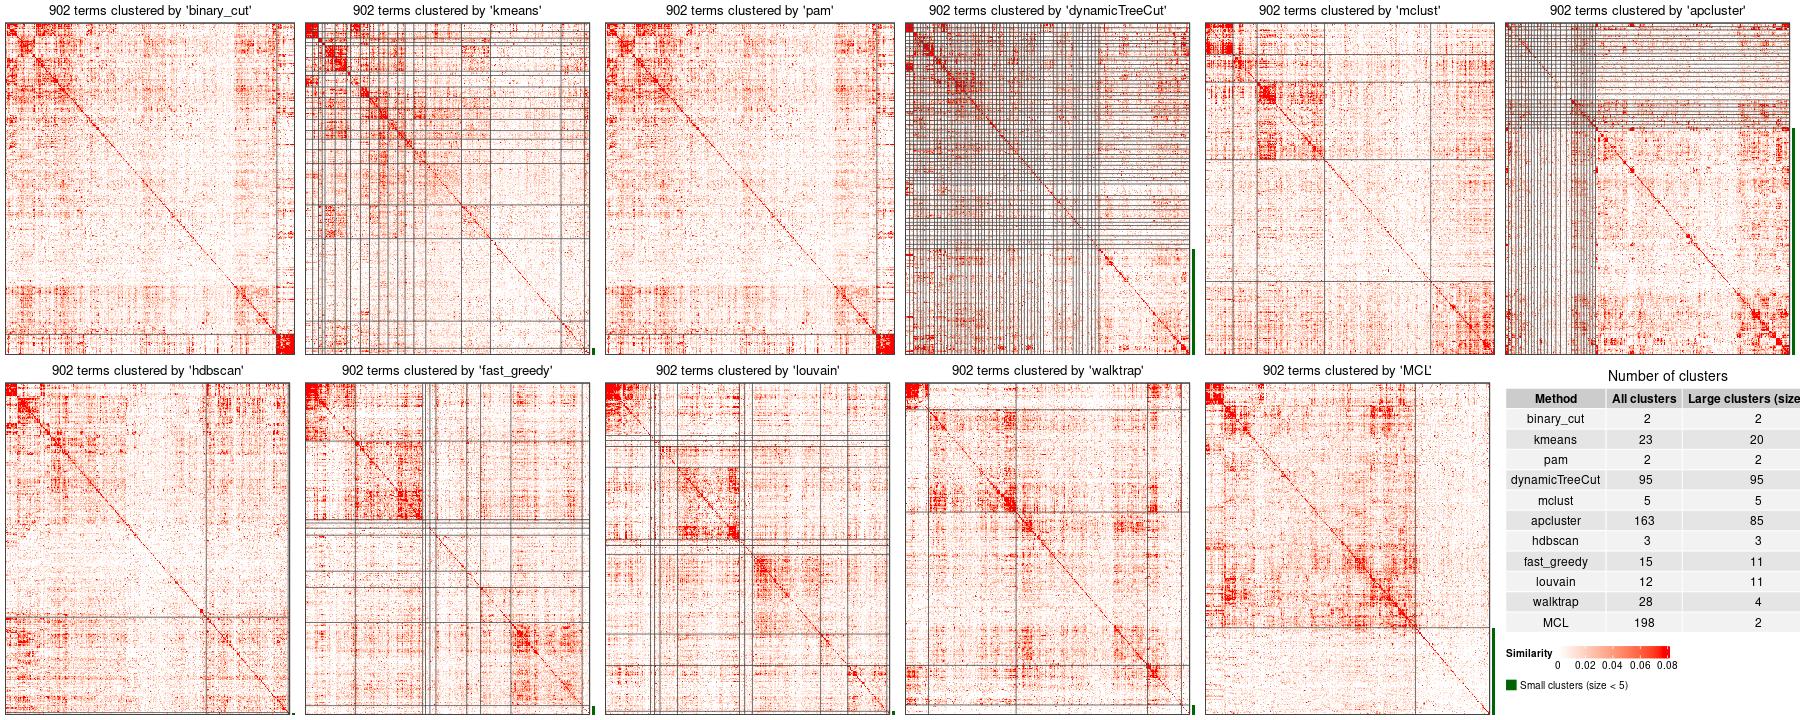 902 terms clustered by 'binary_cut'
902 terms clustered by 'kmeans'
902 terms clustered by 'pam'
902 terms clustered by 'dynamicTreeCut'
902 terms clustered by 'mclust'
902 terms clustered by 'apcluster'
902 terms clustered by 'hdbscan'
902 terms clustered by 'fast_greedy'
902 terms clustered by 'louvain'
902 terms clustered by 'walktrap'
902 terms clustered by 'MCL'
Number of clusters
Method All clusters Large clusters (size
binary_cut 2 2
kmeans 23 20
pam 2 2
dynamicTreeCut 95 95
mclust 5 5
apcluster 163 85
hdbscan 3 3
fast_greedy 15 11
louvain 12 11
walktrap 28 4
MCL 198 2
Similarity
0 0.02 0.04 0.06 0.08
Small clusters (size < 5)